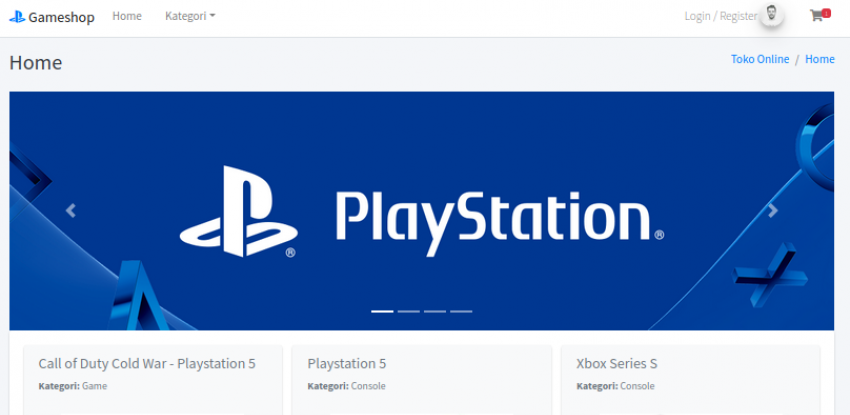 Gameshop Home Kategori Login / Register 1
Home Toko Online / Home
PlayStation®
Call of Duty Cold War - Playstation 5 Playstation 5 Xbox Series S
Kategori: Game Kategori: Console Kategori: Console